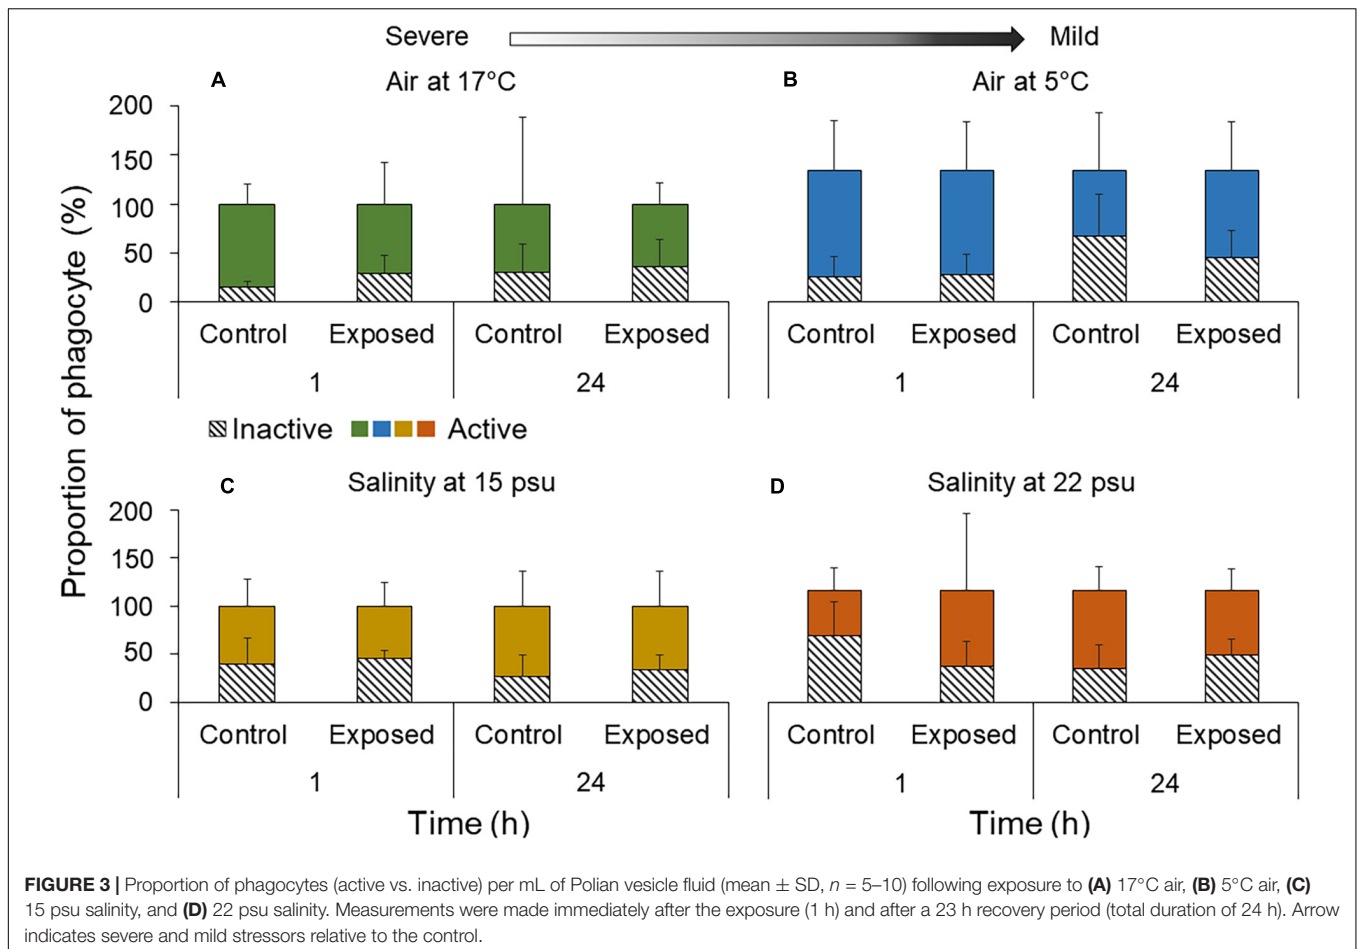 Severe Mild
A Air at 17°C B Air at 5°C
Proportion of phagocyte (%)
200
150
100
50
0
Control Exposed Control Exposed Control Exposed Control Exposed
1 24 1 24
Inactive Active
C Salinity at 15 psu D Salinity at 22 psu
200
150
100
50
0
Control Exposed Control Exposed Control Exposed Control Exposed
1 24 1 24
Time (h) Time (h)
FIGURE 3 | Proportion of phagocytes (active vs. inactive) per mL of Polian vesicle fluid (mean ± SD, n = 5–10) following exposure to (A) 17°C air, (B) 5°C air, (C)
15 psu salinity, and (D) 22 psu salinity. Measurements were made immediately after the exposure (1 h) and after a 23 h recovery period (total duration of 24 h). Arrow
indicates severe and mild stressors relative to the control.